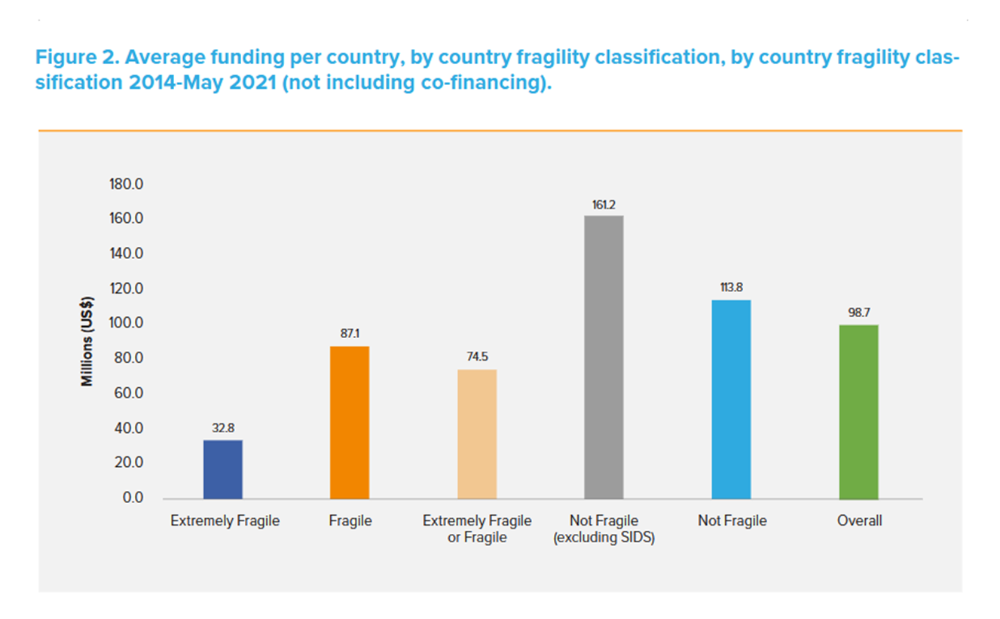 Figure 2. Average funding per country, by country fragility classification, by country fragility clas-
sification 2014-May 2021 (not including co-financing).
Millions (US$)
180.0
160.0
140.0
120.0
100.0
80.0
60.0
40.0
20.0
0.0
32.8
87.1
74.5
161.2
113.8
98.7
Extremely Fragile
Fragile
Extremely Fragile
or Fragile
Not Fragile
(excluding SIDS)
Not Fragile
Overall